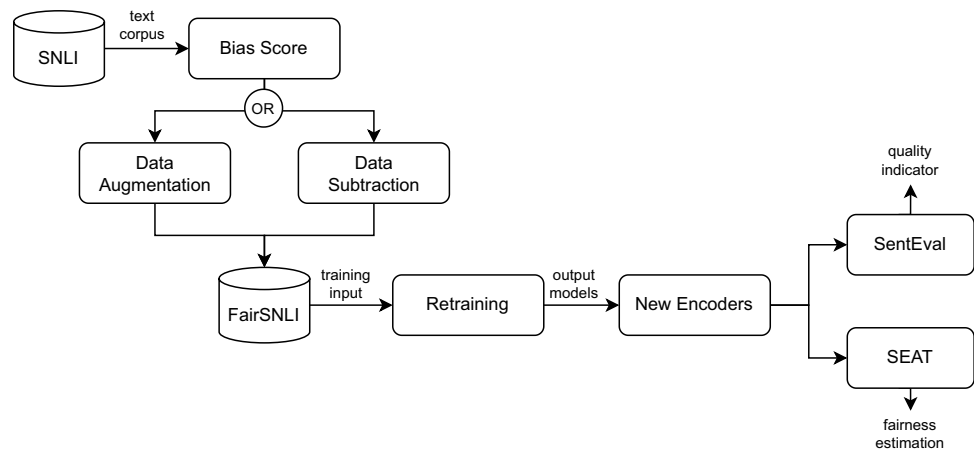 text
corpus
SNLI
Bias Score
OR
Data
Augmentation
Data
Subtraction
FairSNLI
training
input
Retraining
output
models
New Encoders
quality
indicator
SentEval
SEAT
fairness
estimation